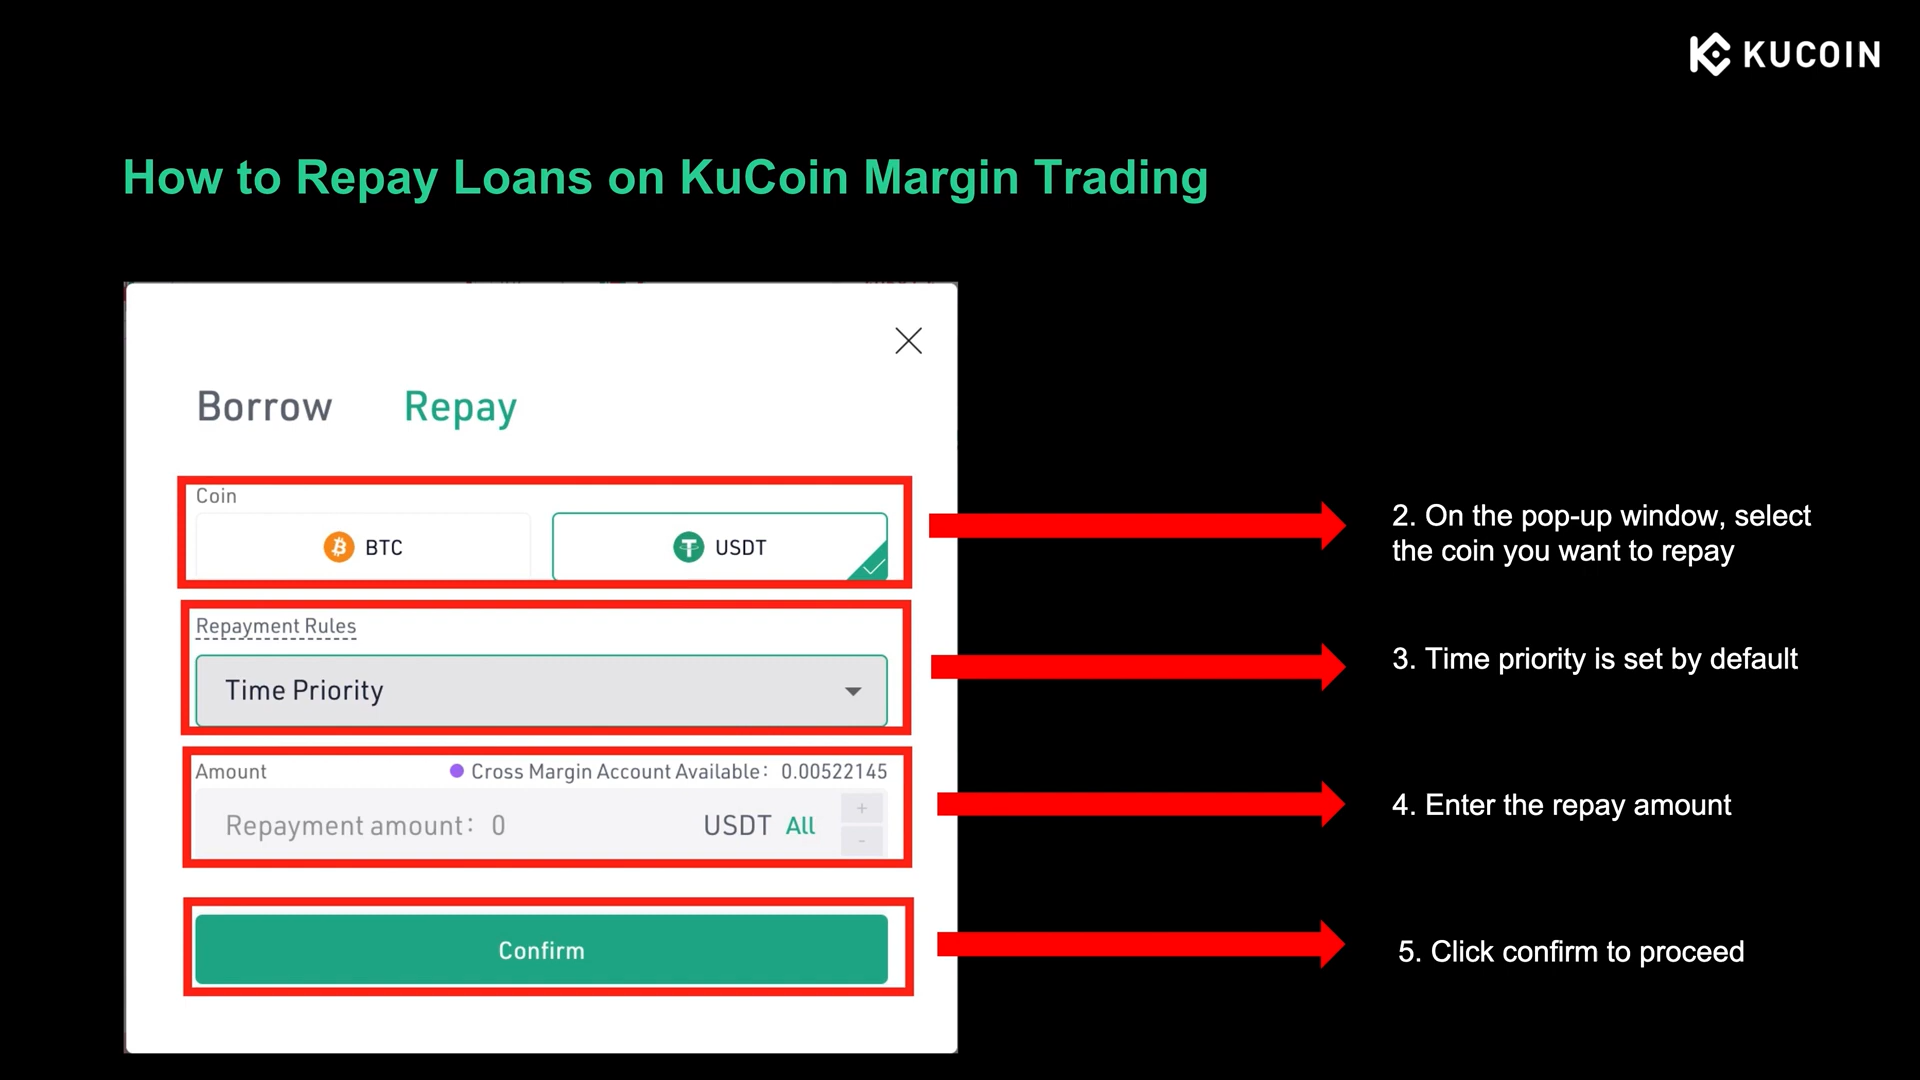 KUCOIN
How to Repay Loans on KuCoin Margin Trading
Borrow Repay
Coin
BTC USDT
Repayment Rules
Time Priority
Amount Cross Margin Account Available: 0.00522145
Repayment amount: 0 USDT All
+
-
Confirm
2. On the pop-up window, select
the coin you want to repay
3. Time priority is set by default
4. Enter the repay amount
5. Click confirm to proceed